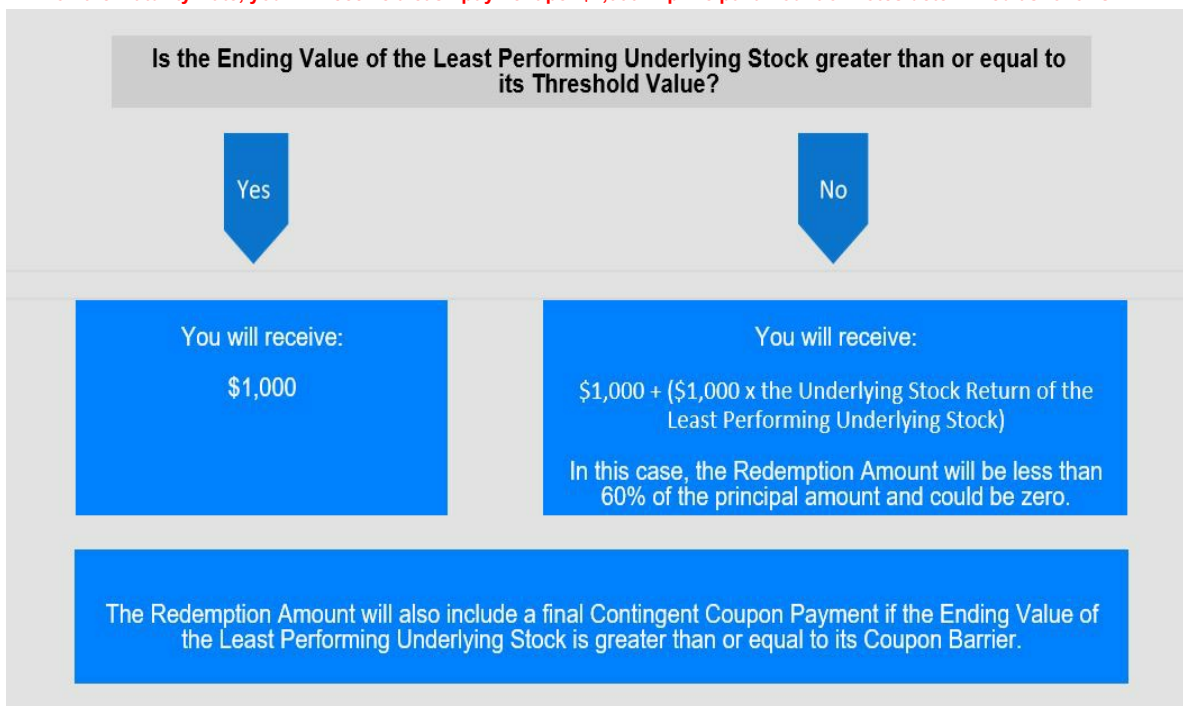 Is the Ending Value of the Least Performing Underlying Stock greater than or equal to
its Threshold Value?
Yes
No
You will receive:
$1,000
You will receive:
$1,000 + ($1,000 x the Underlying Stock Return of the
Least Performing Underlying Stock)
In this case, the Redemption Amount will be less than
60% of the principal amount and could be zero.
The Redemption Amount will also include a final Contingent Coupon Payment if the Ending Value of
the Least Performing Underlying Stock is greater than or equal to its Coupon Barrier.